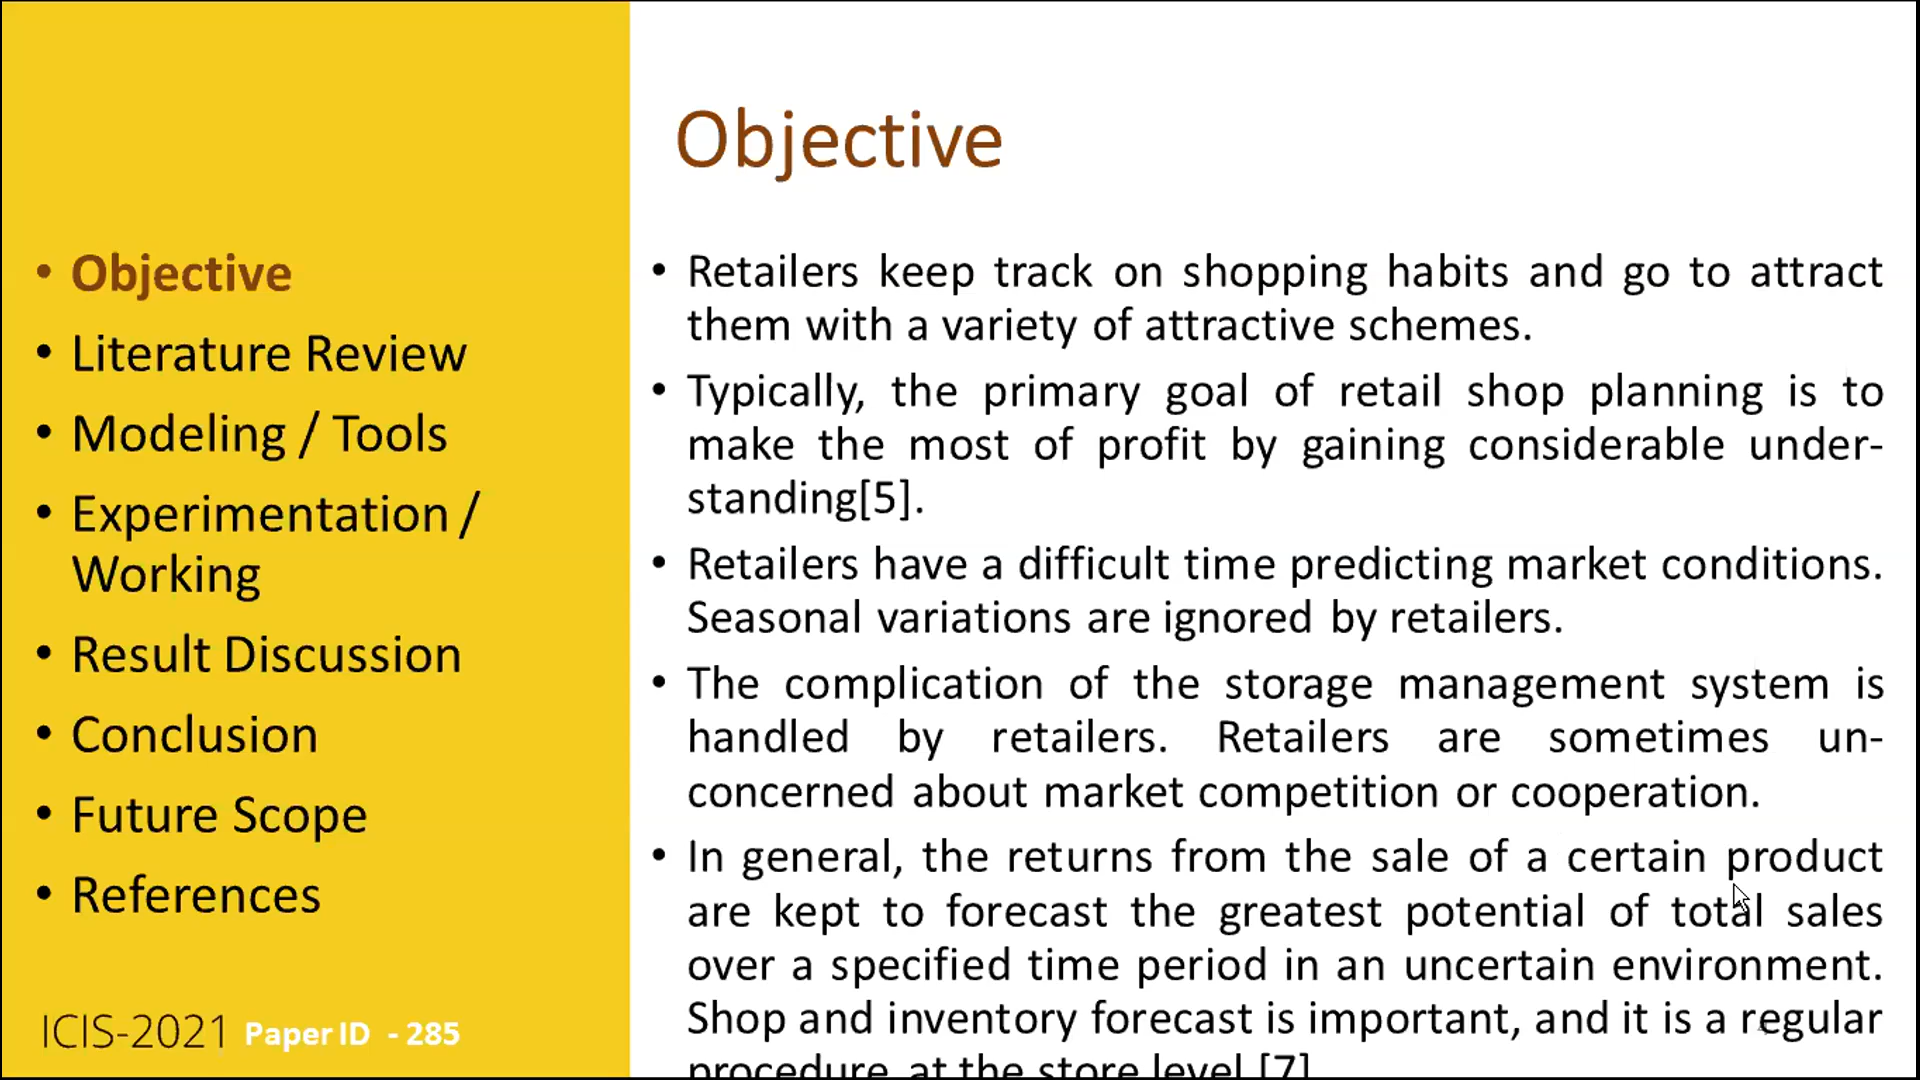 Objective
• Objective
• Literature Review
• Modeling / Tools
• Experimentation /
Working
• Result Discussion
• Conclusion
• Future Scope
• References
ICIS-2021 Paper ID - 285
• Retailers keep track on shopping habits and go to attract
them with a variety of attractive schemes.
• Typically, the primary goal of retail shop planning is to
make the most of profit by gaining considerable under-
standing[5].
• Retailers have a difficult time predicting market conditions.
Seasonal variations are ignored by retailers.
• The complication of the storage management system is
handled by retailers. Retailers are sometimes un-
concerned about market competition or cooperation.
• In general, the returns from the sale of a certain product
are kept to forecast the greatest potential of total sales
over a specified time period in an uncertain environment.
Shop and inventory forecast is important, and it is a regular
procedure at the store level [7]